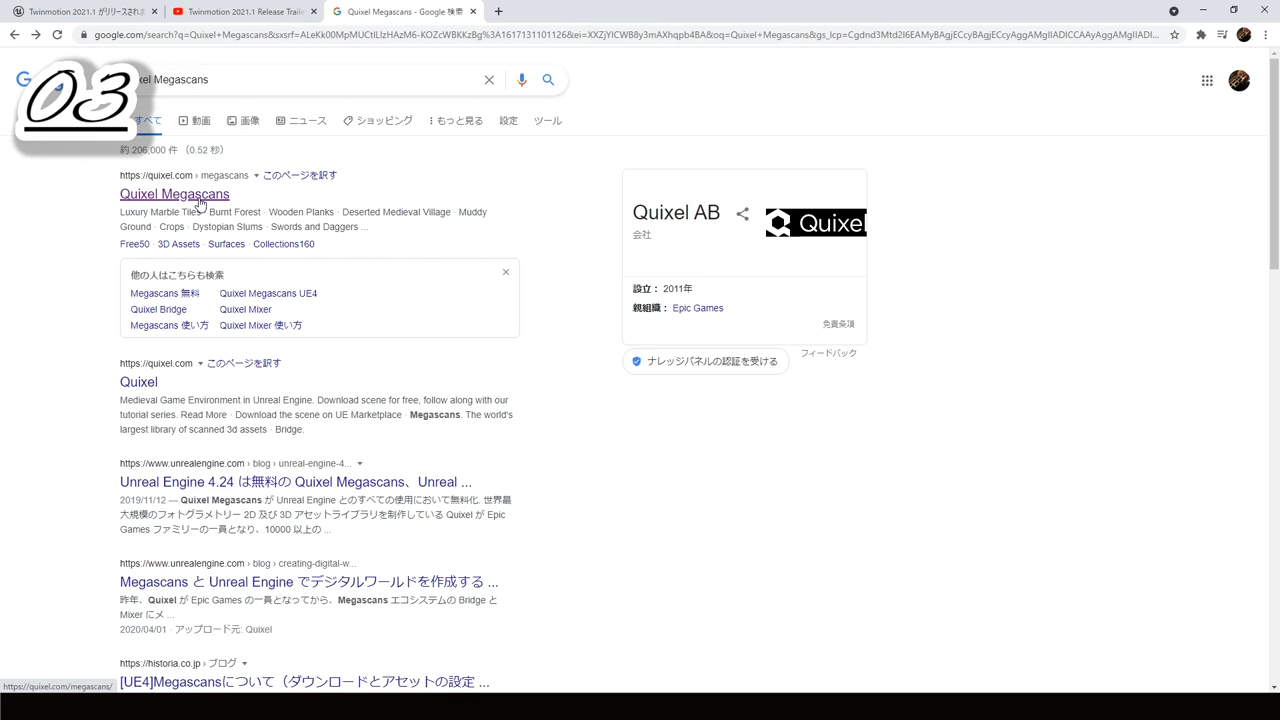 Twinmotion 2021.1 がリリースされま
Twinmotion 2021.1 Release Traile
Quixel Megascans - Google 検索
google.com/search?q=Quixel+Megascans&sxsrf=ALeKk00MpMUCtlLlzHAzM6-KOZcWBKKzBg%3A1617131101126&ei=XXZjYICWB8y3mAXhqpb4BA&oq=Quixel+Megascans&gs_lcp=Cgdnd3Mtd2l6EAMyBAgjECcyBAgjECcyAggAMgIIADICCAAyAggAMgIIADI...
03
xel Megascans
すべて
動画
画像
ニュース
ショッピング
もっと見る
設定
ツール
約 206,000 件 （0.52 秒）
https://quixel.com › megascans このページを訳す
Quixel Megascans
Luxury Marble Tiles · Burnt Forest · Wooden Planks · Deserted Medieval Village · Muddy
Ground · Crops · Dystopian Slums · Swords and Daggers ...
Free50 · 3D Assets · Surfaces · Collections160
他の人はこちらも検索
Megascans 無料
Quixel Megascans UE4
Quixel Bridge
Quixel Mixer
Megascans 使い方
Quixel Mixer 使い方
https://quixel.com このページを訳す
Quixel
Medieval Game Environment in Unreal Engine. Download scene for free, follow along with our
tutorial series. Read More · Download the scene on UE Marketplace · Megascans. The world's
largest library of scanned 3d assets · Bridge.
https://www.unrealengine.com › blog › unreal-engine-4...
Unreal Engine 4.24 は無料の Quixel Megascans、Unreal ...
2019/11/12 — Quixel Megascans が Unreal Engine とのすべての使用において無料化. 世界最
大規模のフォトグラメトリー 2D 及び 3D アセットライブラリを制作している Quixel が Epic
Games ファミリーの一員となり、10000 以上の ...
https://www.unrealengine.com › blog › creating-digital-w...
Megascans と Unreal Engine でデジタルワールドを作成する ...
昨年、Quixel が Epic Games の一員となってから、Megascans エコシステムの Bridge と
Mixer にメ ...
2020/04/01 · アップロード元: Quixel
https://historia.co.jp › ブログ
[UE4]Megascansについて（ダウンロードとアセットの設定 ...
Quixel AB
会社
Quixel
設立： 2011年
親組織： Epic Games
免責条項
ナレッジパネルの認証を受ける
フィードバック
https://quixel.com/megascans/